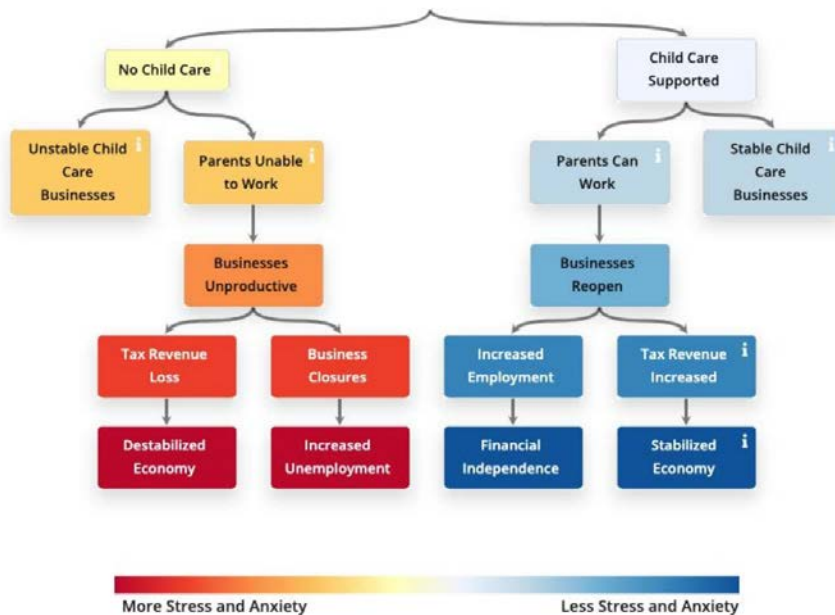 No Child Care
Child Care
Supported
Unstable Child
Care
Businesses
i
Parents Unable
to Work
i
Parents Can
Work
i
Stable Child
Care
Businesses
i
Businesses
Unproductive
Businesses
Reopen
Tax Revenue
Loss
Business
Closures
Increased
Employment
Tax Revenue
Increased
i
Destabilized
Economy
Increased
Unemployment
Financial
Independence
Stabilized
Economy
i
More Stress and Anxiety
Less Stress and Anxiety